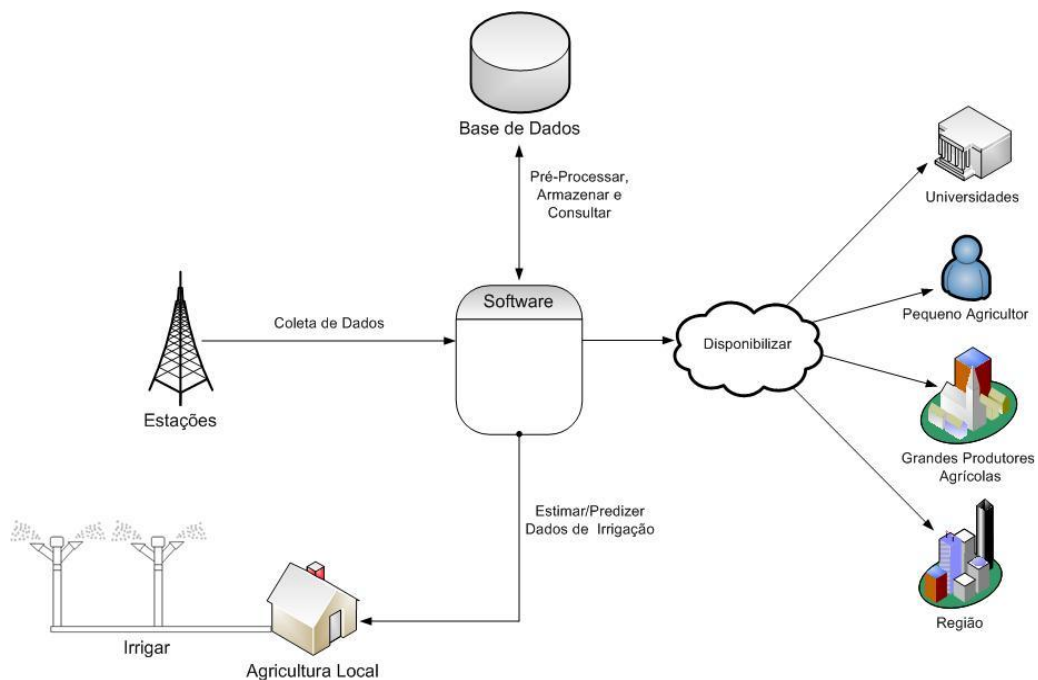 Base de Dados
Pré-Processar,
Armazenar e
Consultar
Universidades
Software
Coleta de Dados
Disponibilizar
Pequeno Agricultor
Estações
Grandes Produtores
Agrícolas
Estimar/Predizer
Dados de Irrigação
Região
Irrigar
Agricultura Local